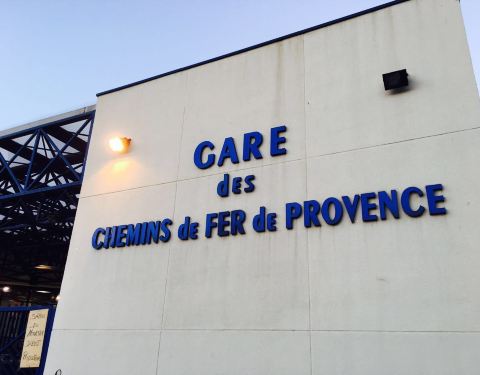 GARE
des
CHEMINS de FER de PROVENCE